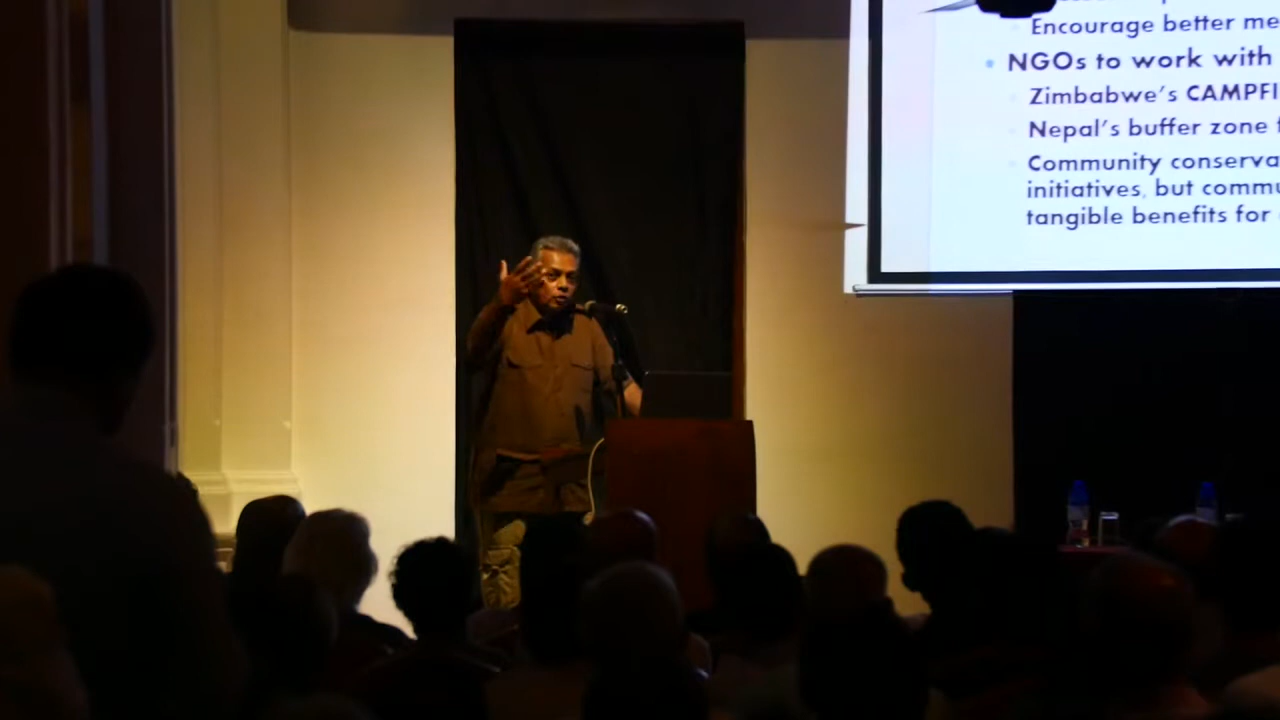 Encourage better me
NGOs to work with
Zimbabwe's CAMPFI
Nepal's buffer zone
Community conserva
initiatives, but commu
tangible benefits for